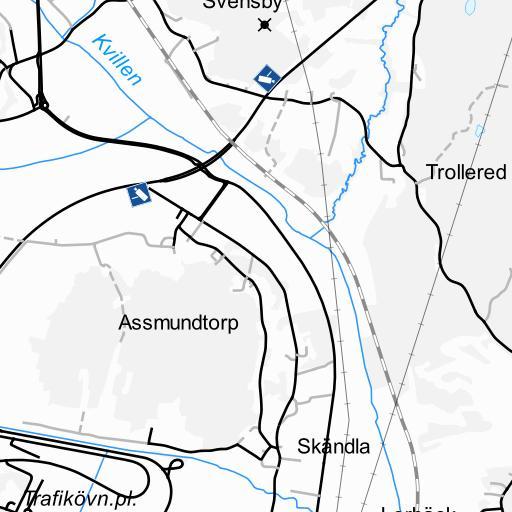 Svensby
Kvillen
Trollered
Assmundtorp
Skändla
Trafikövn.pl.